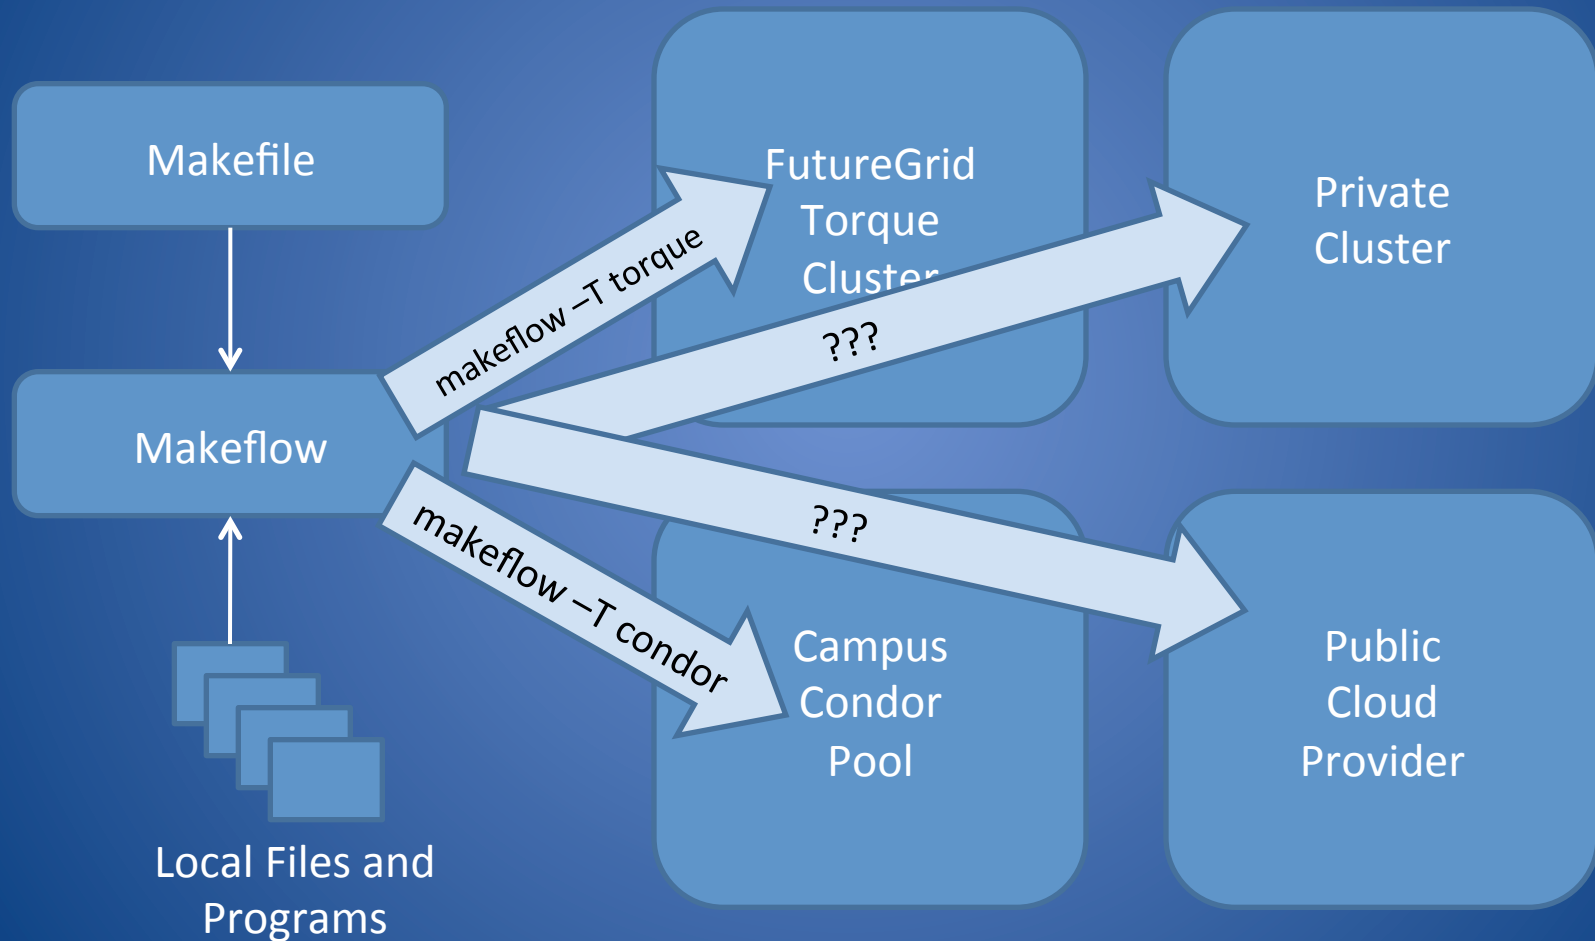 Makefile
Makeflow
Local Files and
Programs
makeflow –T torque
???
???
makeflow –T condor
FutureGrid
Torque
Cluster
Private
Cluster
Campus
Condor
Pool
Public
Cloud
Provider